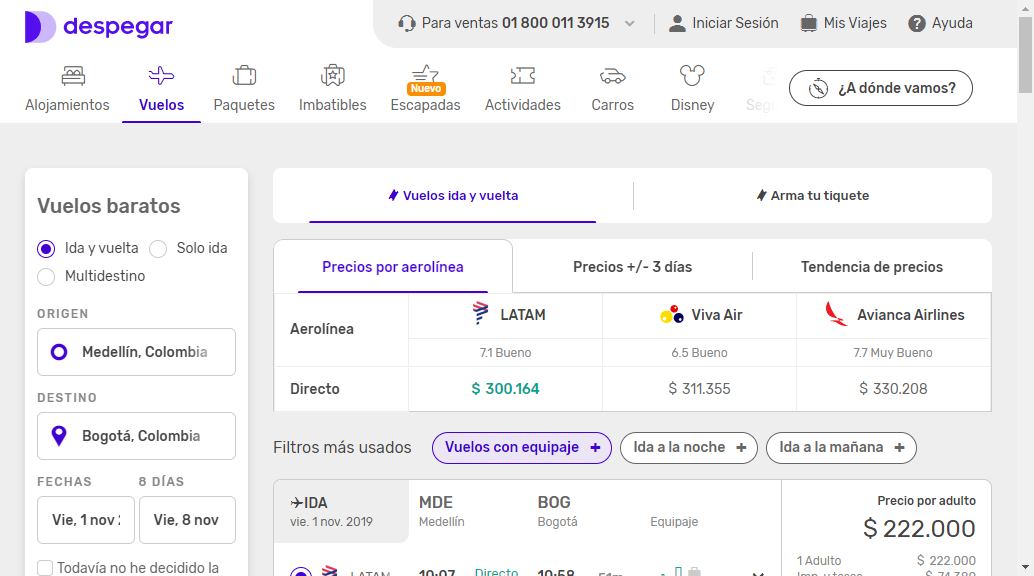 despegar
Para ventas 01 800 011 3915
Iniciar Sesión
Mis Viajes
Ayuda
Alojamientos
Vuelos
Paquetes
Imbatibles
Nuevo
Escapadas
Actividades
Carros
Disney
Seg
¿A dónde vamos?
Vuelos baratos
Ida y vuelta
Solo ida
Multidestino
ORIGEN
Medellín, Colombia
DESTINO
Bogotá, Colombia
FECHAS
8 DÍAS
Vie, 1 nov
Vie, 8 nov
Todavía no he decidido la
Vuelos ida y vuelta
Arma tu tiquete
Precios por aerolínea
Precios +/- 3 días
Tendencia de precios
Aerolínea
LATAM
Viva Air
Avianca Airlines
7.1 Bueno
6.5 Bueno
7.7 Muy Bueno
Directo
$ 300.164
$ 311.355
$ 330.208
Filtros más usados
Vuelos con equipaje +
Ida a la noche +
Ida a la mañana +
IDA
vie. 1 nov. 2019
MDE
Medellín
BOG
Bogotá
Equipaje
LATAM
10:07
Directo
10:58
51m
Precio por adulto
$ 222.000
1 Adulto
$ 222.000
Imp. y tasas
$ 74.380